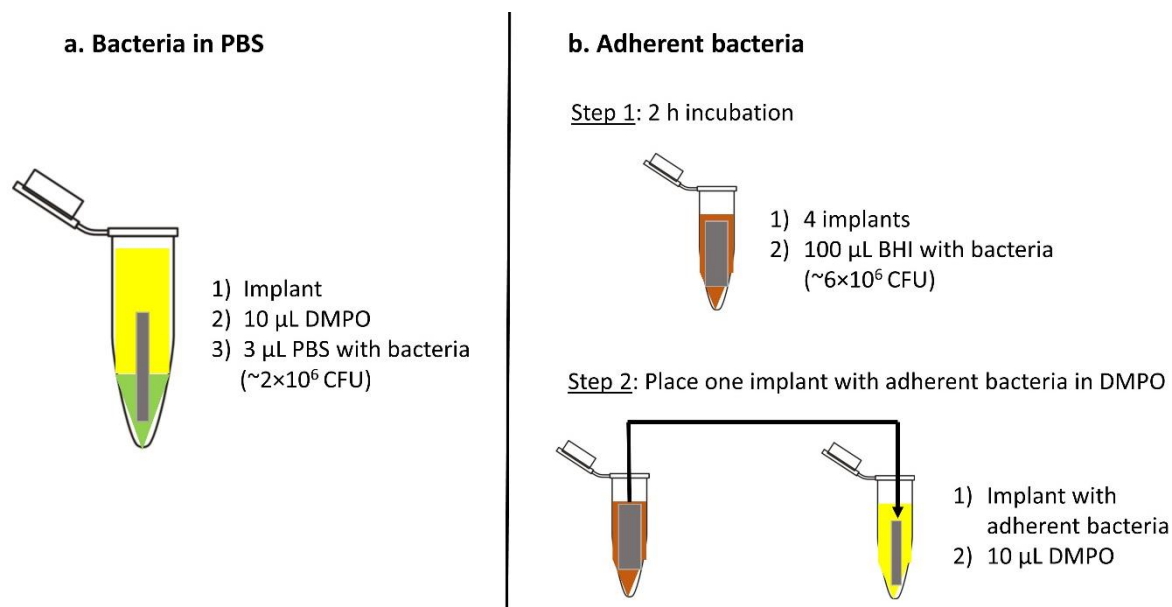 a. Bacteria in PBS
1) Implant
2) 10 µL DMPO
3) 3 µL PBS with bacteria
(~2×10⁶ CFU)
b. Adherent bacteria
Step 1: 2 h incubation
1) 4 implants
2) 100 µL BHI with bacteria
(~6×10⁶ CFU)
Step 2: Place one implant with adherent bacteria in DMPO
1) Implant with
adherent bacteria
2) 10 µL DMPO